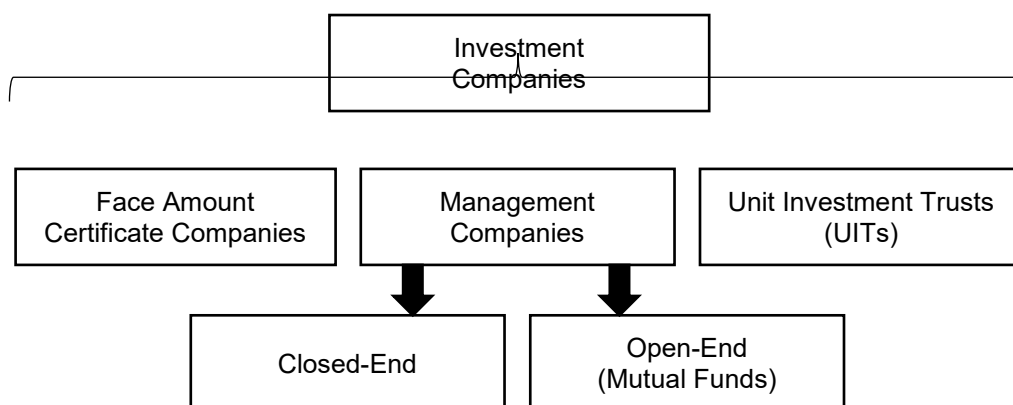 Investment
Companies
Face Amount
Certificate Companies
Management
Companies
Unit Investment Trusts
(UITs)
Closed-End
Open-End
(Mutual Funds)